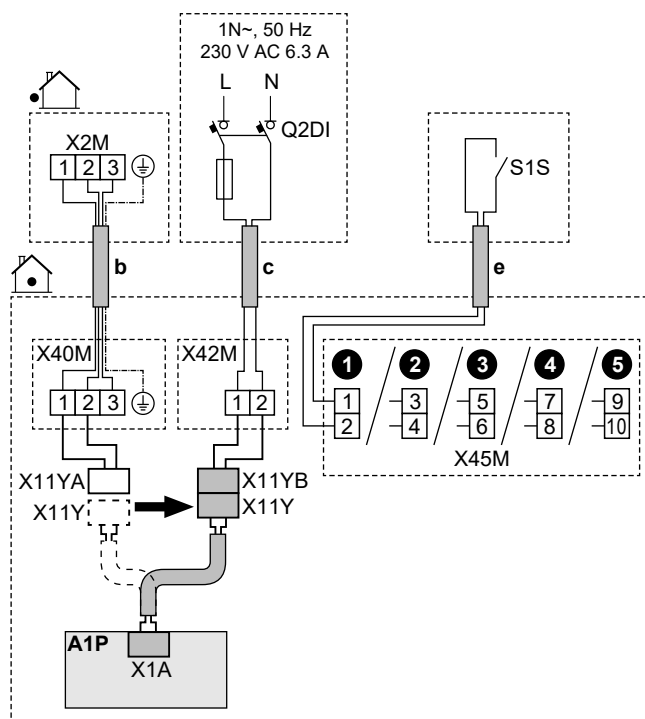 1N~, 50 Hz
230 V AC 6.3 A
L N
Q2DI
X2M
1 2 3
S1S
b
c
e
X40M
1 2 3
X42M
1 2
1 2 3 4 5
1 3 5 7 9
2 4 6 8 10
X45M
X11YA
X11YB
X11Y
X11Y
A1P
X1A